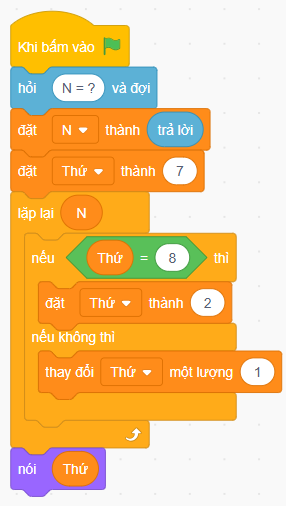 Khi bấm vào
hỏi N = ? và đợi
đặt N thành trả lời
đặt Thứ thành 7
lặp lại N
nếu Thứ = 8 thì
đặt Thứ thành 2
nếu không thì
thay đổi Thứ một lượng 1
nói Thứ